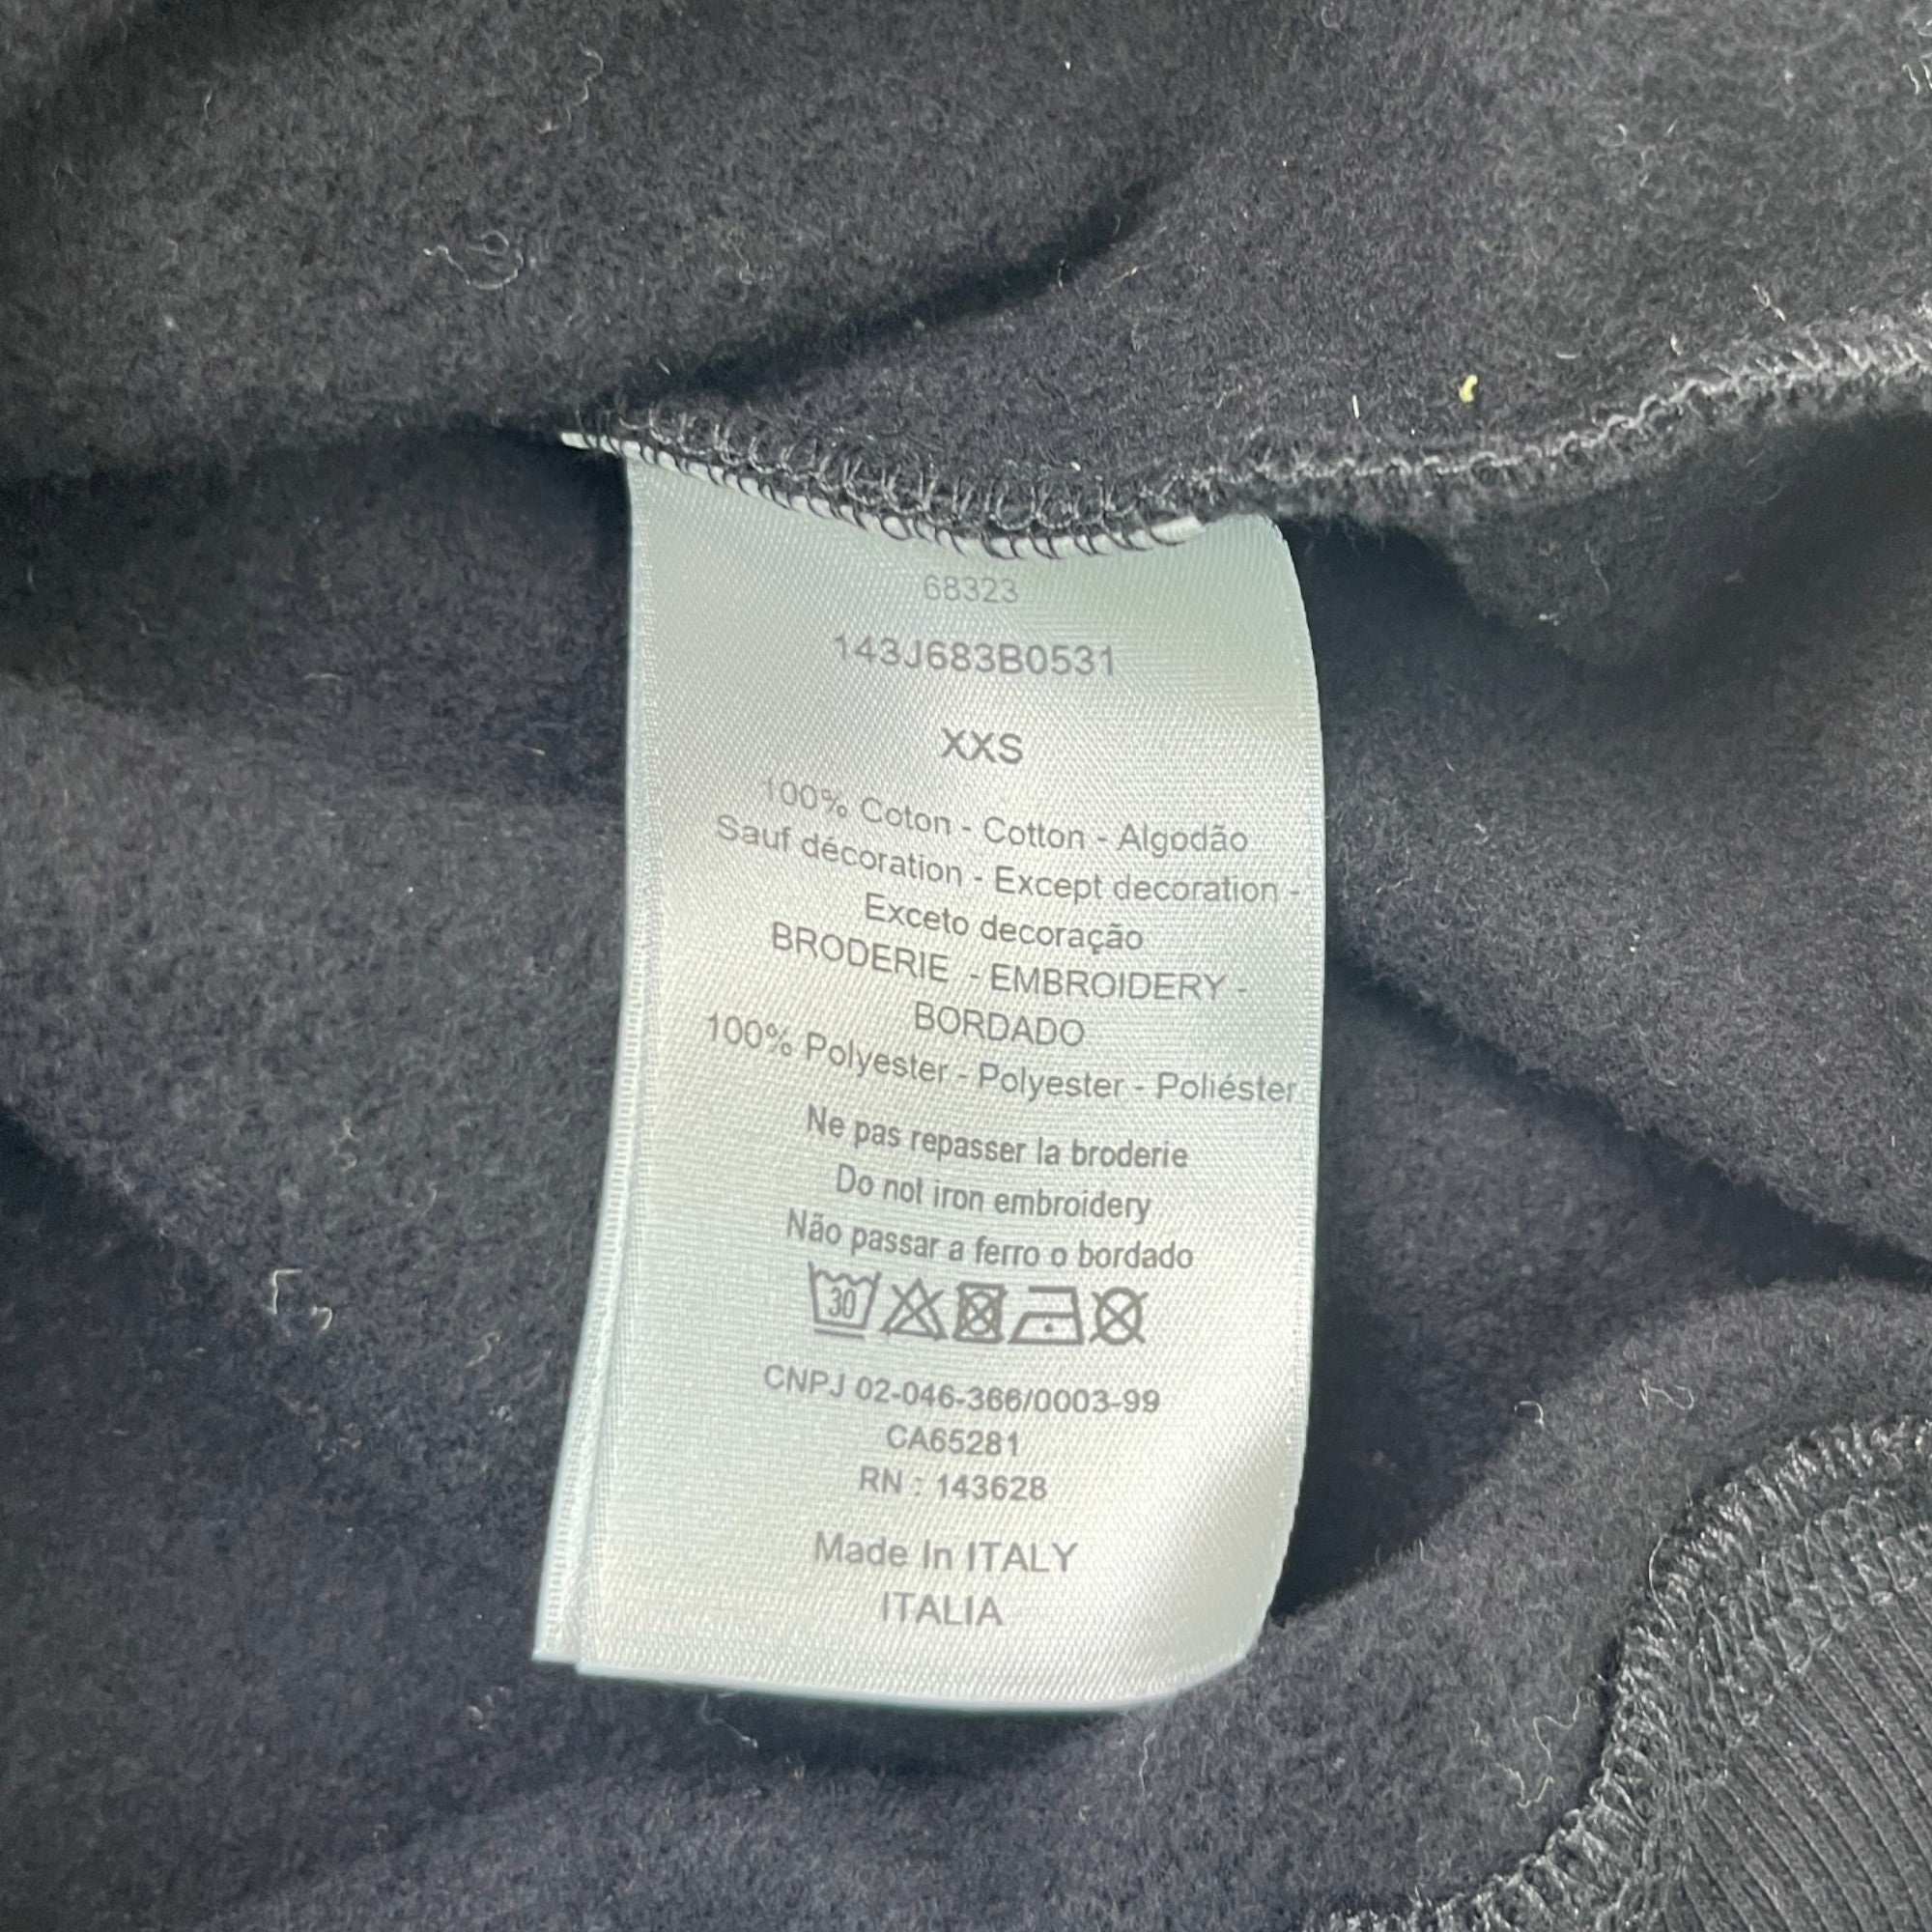 68323
143J683B0531
XXS
100% Coton - Cotton - Algodão
Sauf décoration - Except decoration -
Exceto decoração
BRODERIE - EMBROIDERY -
BORDADO
100% Polyester - Polyester - Poliéster
Ne pas repasser la broderie
Do not iron embroidery
Não passar a ferro o bordado
30
CNPJ 02-046-366/0003-99
CA65281
RN : 143628
Made In ITALY
ITALIA